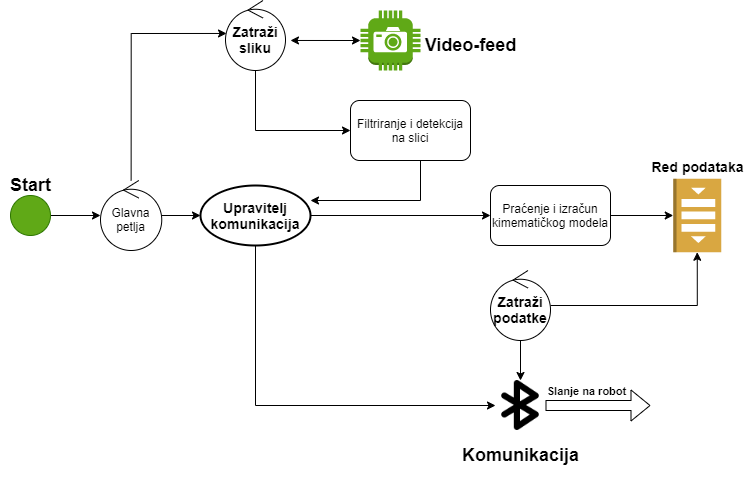 Zatraži
sliku
Video-feed
Filtriranje i detekcija
na slici
Start
Glavna
petlja
Upravitelj
komunikacija
Praćenje i izračun
kimematičkog modela
Red podataka
Zatraži
podatke
Slanje na robot
Komunikacija